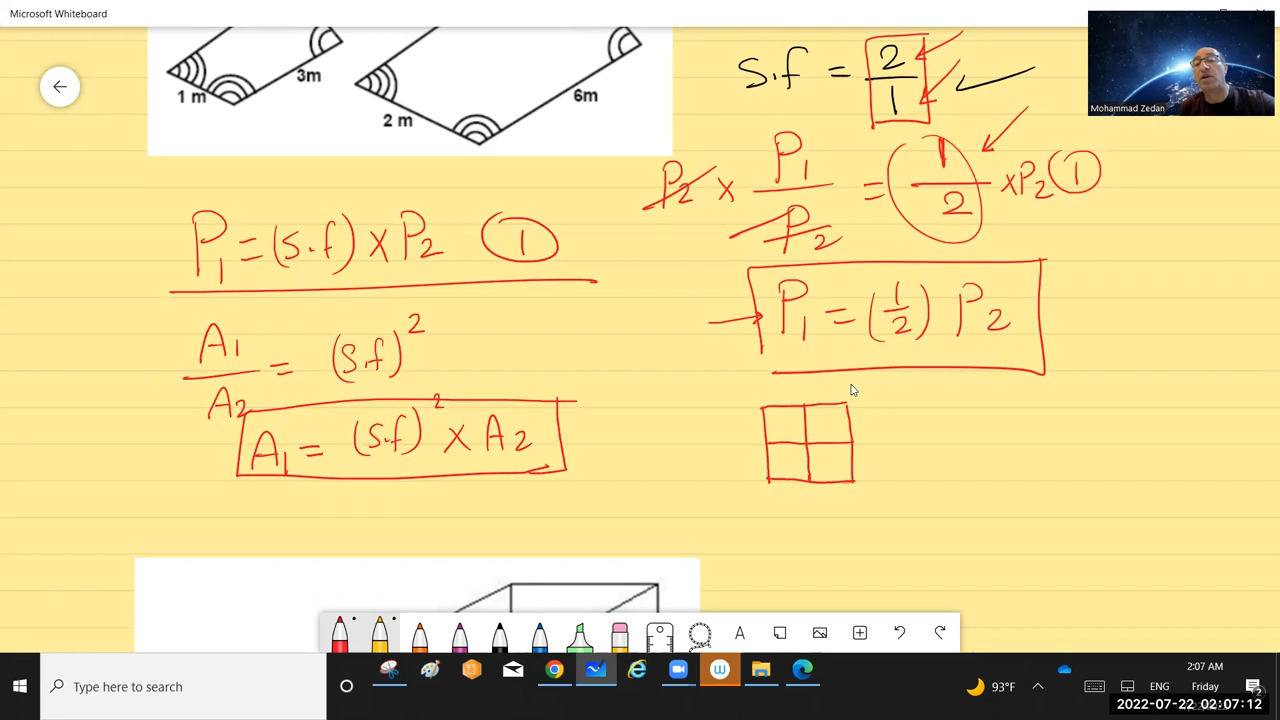 Microsoft Whiteboard
Mohammad Zedan
1 m
3m
2 m
6m
s.f = 2/1
P2 x P1/P2 = 1/2 x P2 ①
P1 = (s.f) x P2 ①
P1 = (1/2) P2
A1/A2 = (s.f)²
A1 = (s.f)² x A2
Type here to search
93°F
ENG
2:07 AM
Friday
2022-07-22 02:07:12